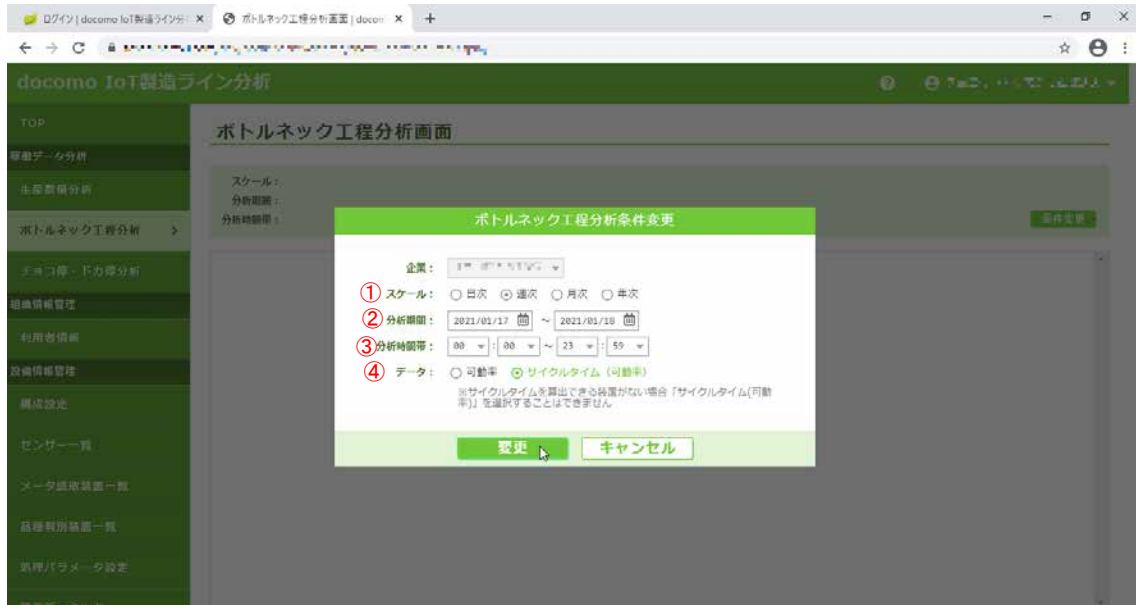 ログイン | docomo IoT製造ライン分
ボトルネック工程分析画面 | docon
docomo IoT製造ライン分析
TOP
稼働データ分析
生産数量分析
ボトルネック工程分析
チョコ停・ドカ停分析
組織情報管理
利用者情報
設備情報管理
構成設定
センサー一覧
メータ読取装置一覧
品種判別装置一覧
処理パラメータ設定
ボトルネック工程分析画面
スケール：
分析期間：
分析時間帯：
条件変更
ボトルネック工程分析条件変更
企業：
① スケール： 日次 週次 月次 年次
② 分析期間： 2021/01/17 ～ 2021/01/18
③ 分析時間帯： 00 : 00 ～ 23 : 59
④ データ： 可動率 サイクルタイム（可動率）
※サイクルタイムを算出できる装置がない場合「サイクルタイム(可動
率)」を選択することはできません
変更 キャンセル